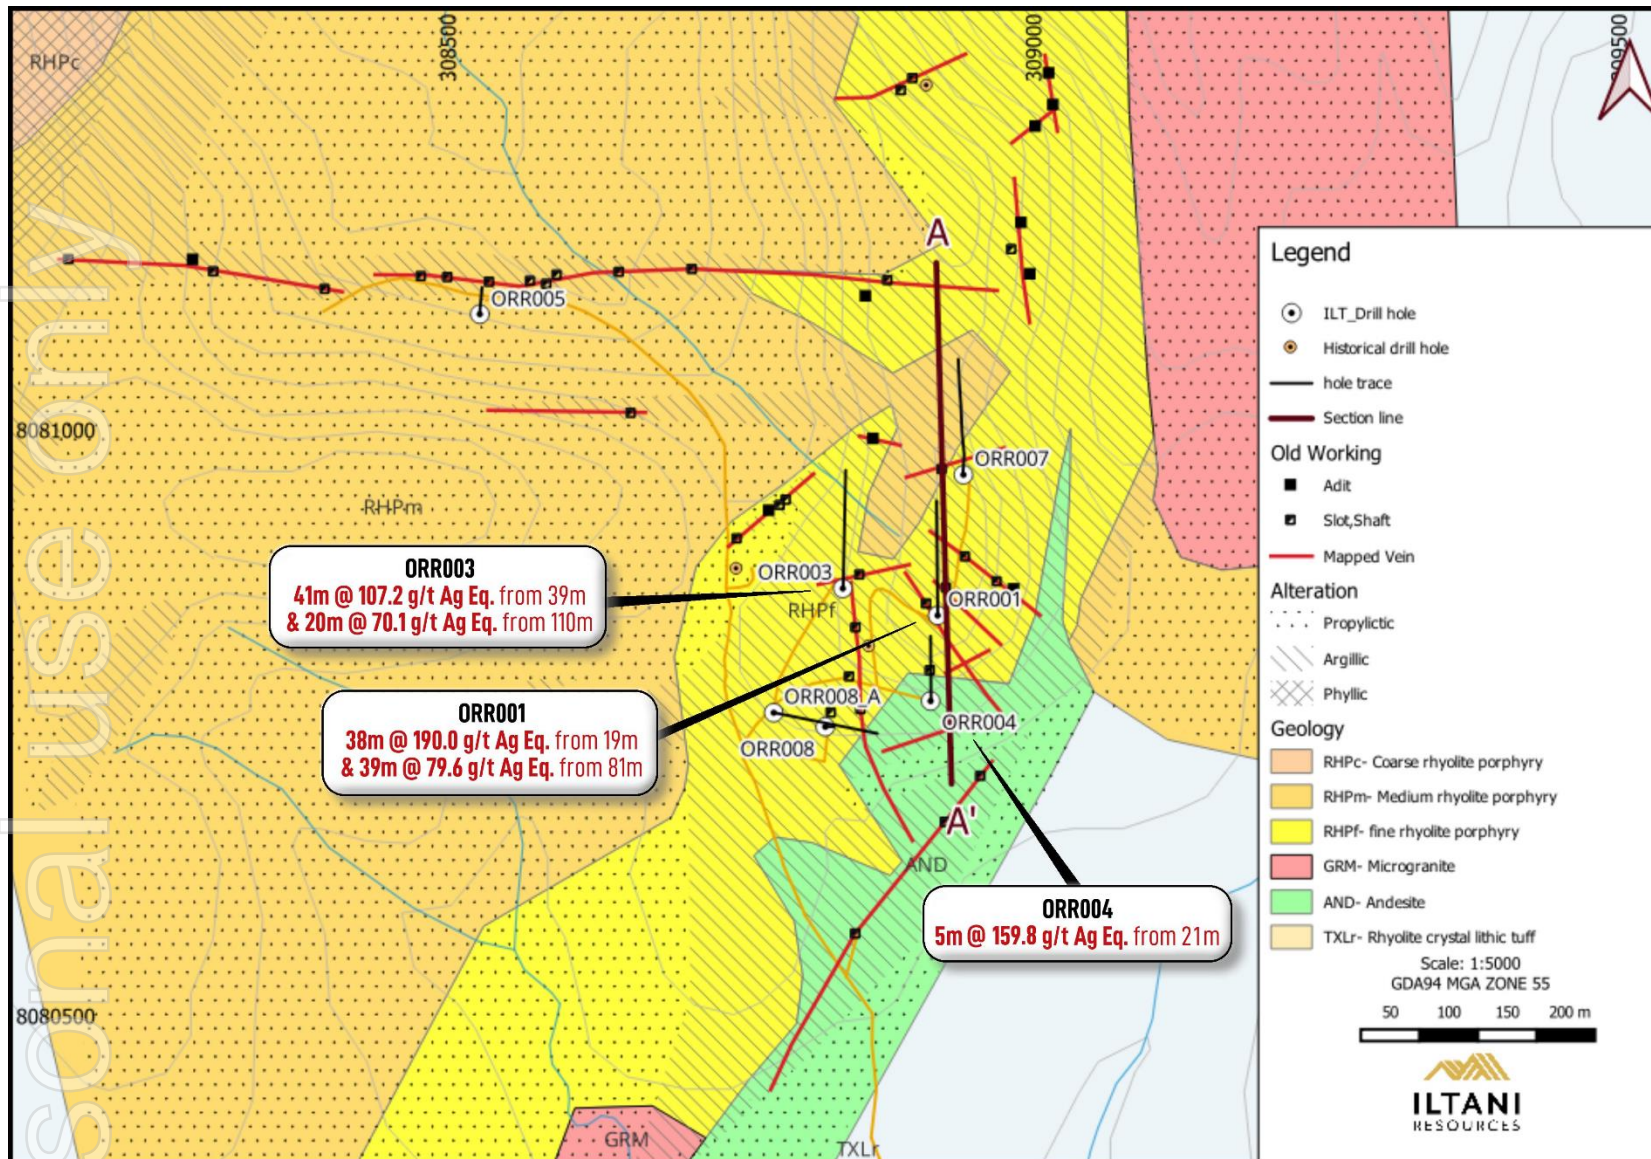 308500
309000
309500
RHPc
A
ORR005
8081000
ORR007
RHPm
ORR003
41m @ 107.2 g/t Ag Eq. from 39m
& 20m @ 70.1 g/t Ag Eq. from 110m
ORR003
RHPf
ORR001
ORR001
38m @ 190.0 g/t Ag Eq. from 19m
& 39m @ 79.6 g/t Ag Eq. from 81m
ORR008_A
ORR004
ORR008
A'
AND
ORR004
5m @ 159.8 g/t Ag Eq. from 21m
8080500
GRM
TXLr
sonal use only
Legend
ILT_Drill hole
Historical drill hole
hole trace
Section line
Old Working
Adit
Slot,Shaft
Mapped Vein
Alteration
Propylictic
Argillic
Phyllic
Geology
RHPc- Coarse rhyolite porphyry
RHPm- Medium rhyolite porphyry
RHPf- fine rhyolite porphyry
GRM- Microgranite
AND- Andesite
TXLr- Rhyolite crystal lithic tuff
Scale: 1:5000
GDA94 MGA ZONE 55
50 100 150 200 m
ILTANI
RESOURCES